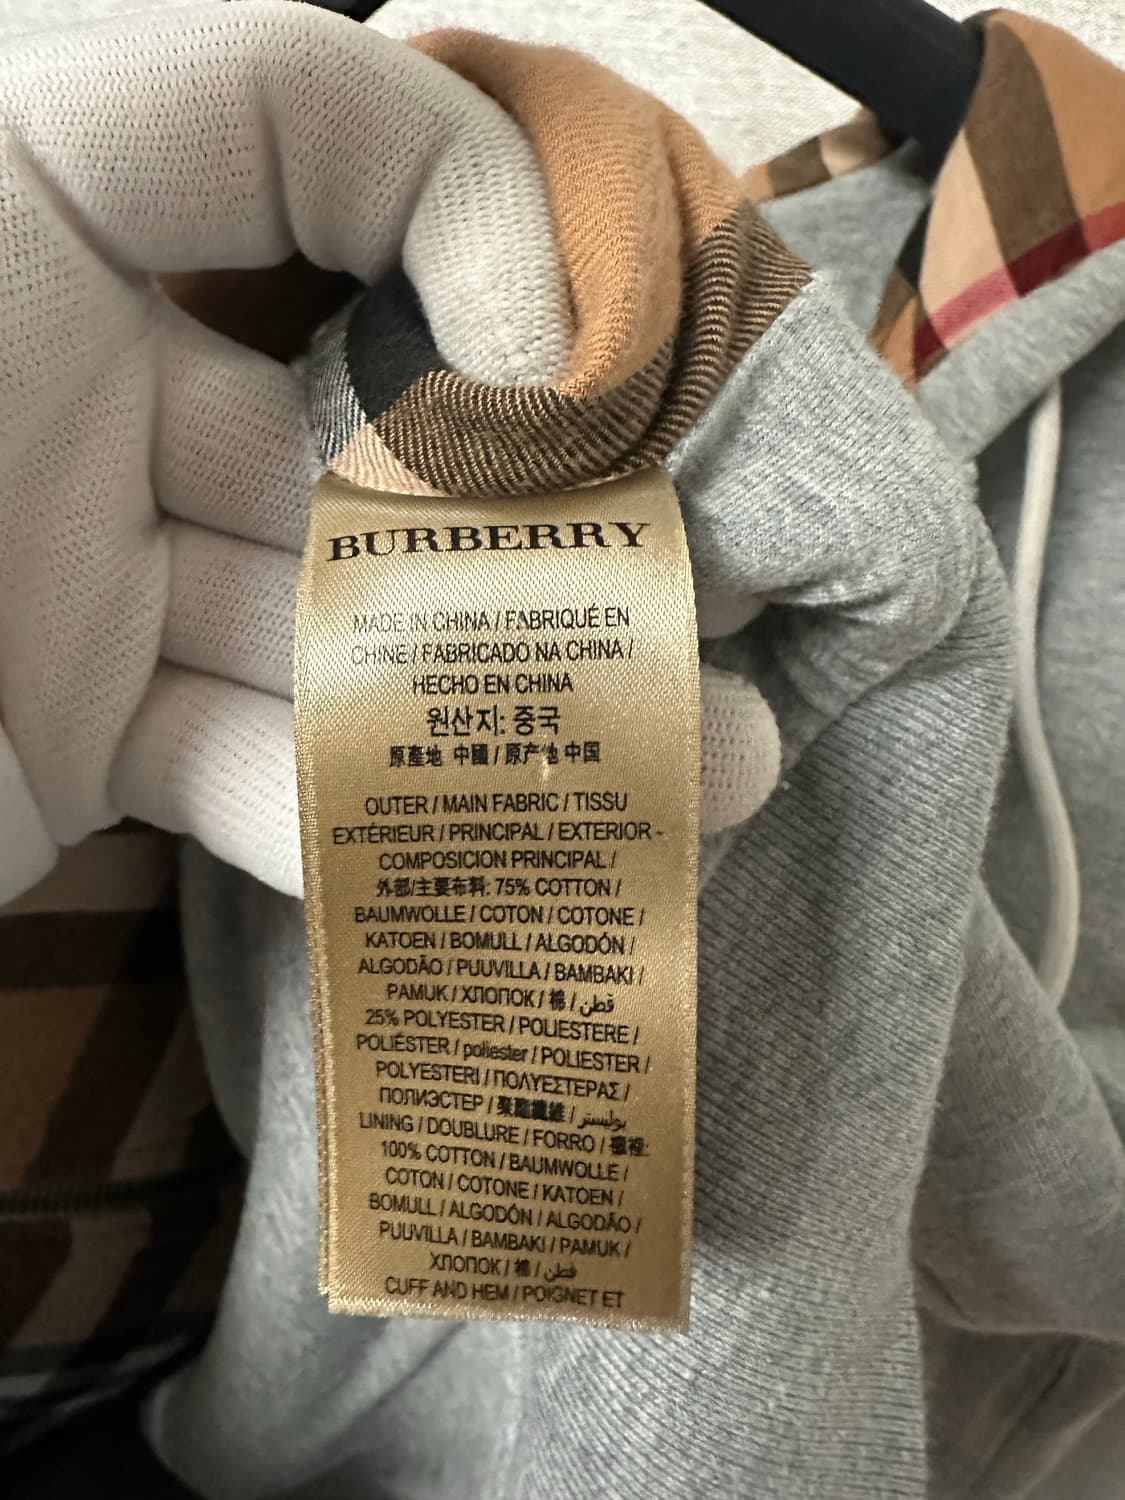 BURBERRY
MADE IN CHINA / FABRIQUÉ EN
CHINE / FABRICADO NA CHINA /
HECHO EN CHINA
원산지: 중국
原產地 中國 / 原产地 中国
OUTER / MAIN FABRIC / TISSU
EXTÉRIEUR / PRINCIPAL / EXTERIOR -
COMPOSICION PRINCIPAL /
外部/主要布料: 75% COTTON /
BAUMWOLLE / COTON / COTONE /
KATOEN / BOMULL / ALGODÓN /
ALGODÃO / PUUVILLA / BAMBAKI /
PAMUK / ХЛОПОК / 棉 / قطن
25% POLYESTER / POLIESTERE /
POLIÉSTER / poliester / POLIESTER /
POLYESTERI / ΠΟΛΥΕΣΤΕΡΑΣ /
ПОЛИЭСТЕР / 聚酯纖維 / بوليستر
LINING / DOUBLURE / FORRO / 襯裡:
100% COTTON / BAUMWOLLE /
COTON / COTONE / KATOEN /
BOMULL / ALGODÓN / ALGODÃO /
PUUVILLA / BAMBAKI / PAMUK /
ХЛОПОК / 棉 / قطن
CUFF AND HEM / POIGNET ET